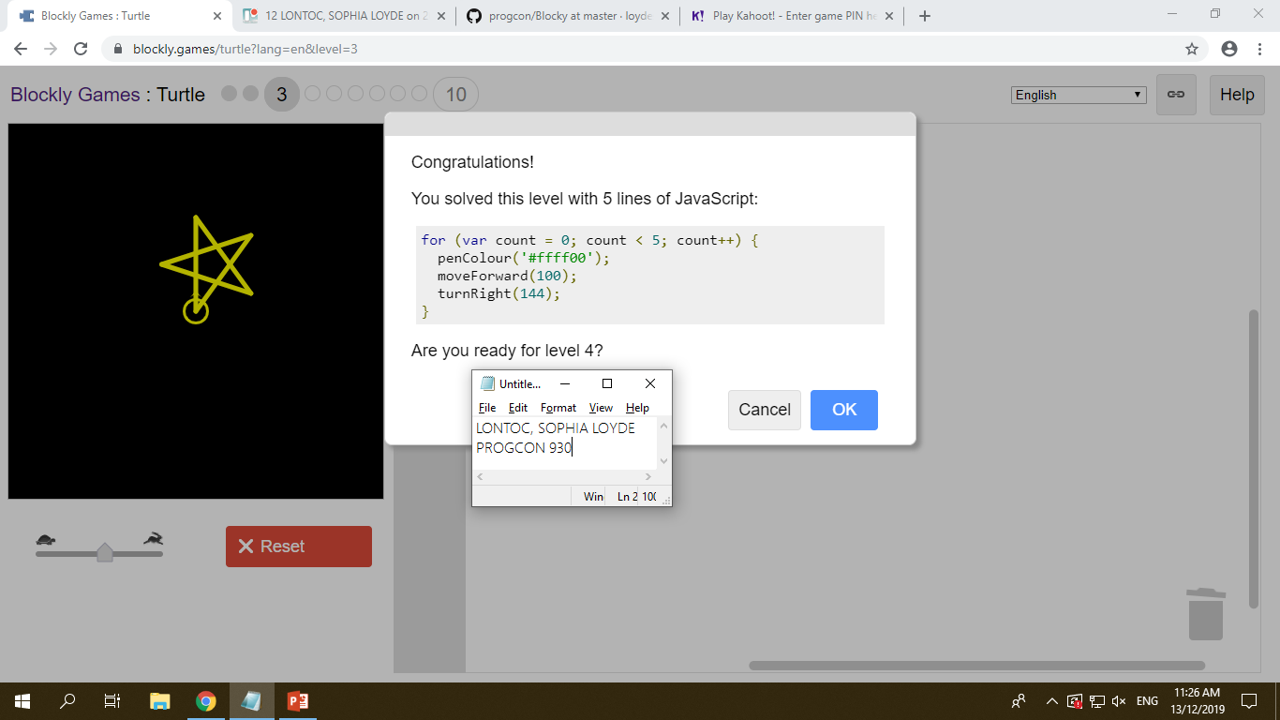 Blockly Games : Turtle
12 LONTOC, SOPHIA LOYDE on 2
progcon/Blocky at master · loyde
Play Kahoot! - Enter game PIN he
blockly.games/turtle?lang=en&level=3
Blockly Games : Turtle
3
10
English
Help
Congratulations!
You solved this level with 5 lines of JavaScript:
for (var count = 0; count < 5; count++) {
penColour('#ffff00');
moveForward(100);
turnRight(144);
}
Are you ready for level 4?
Cancel
OK
Untitle...
File Edit Format View Help
LONTOC, SOPHIA LOYDE
PROGCON 930
Win
Ln 2
100
Reset
ENG
11:26 AM
13/12/2019